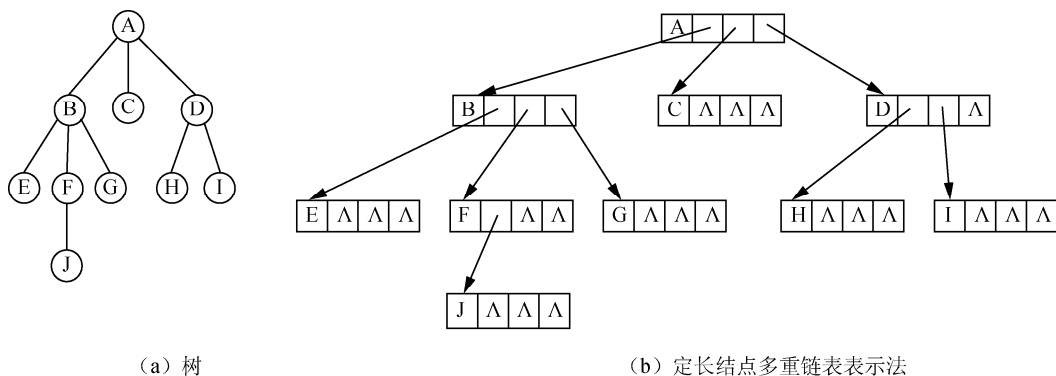 A
A
B C D
B Λ C Λ Λ Λ D Λ
E F G H I
E Λ Λ Λ F Λ Λ G Λ Λ Λ H Λ Λ Λ I Λ Λ Λ
J
J Λ Λ Λ
（a）树
（b）定长结点多重链表表示法